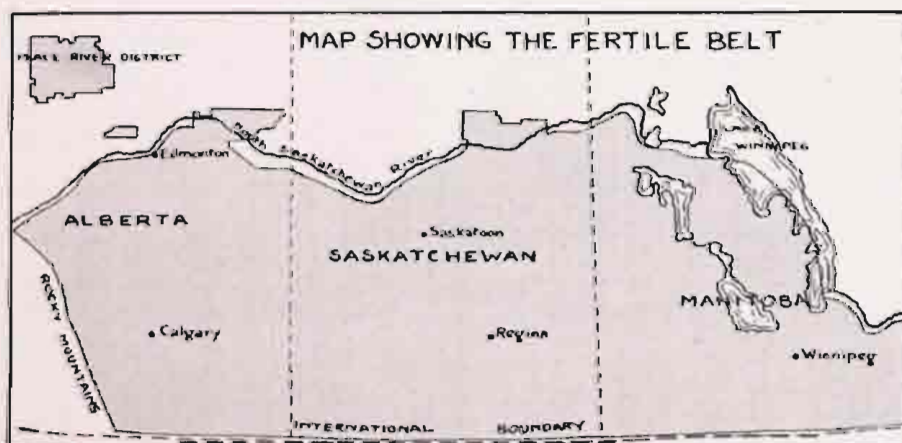 MAP SHOWING THE FERTILE BELT
PEACE RIVER DISTRICT
LAKE
WINNIPEG
NORTH SASKATCHEWAN RIVER
Edmonton
ALBERTA
Saskatoon
SASKATCHEWAN
ROCKY MOUNTAINS
MANITOBA
Calgary
Regina
Winnipeg
INTERNATIONAL BOUNDARY